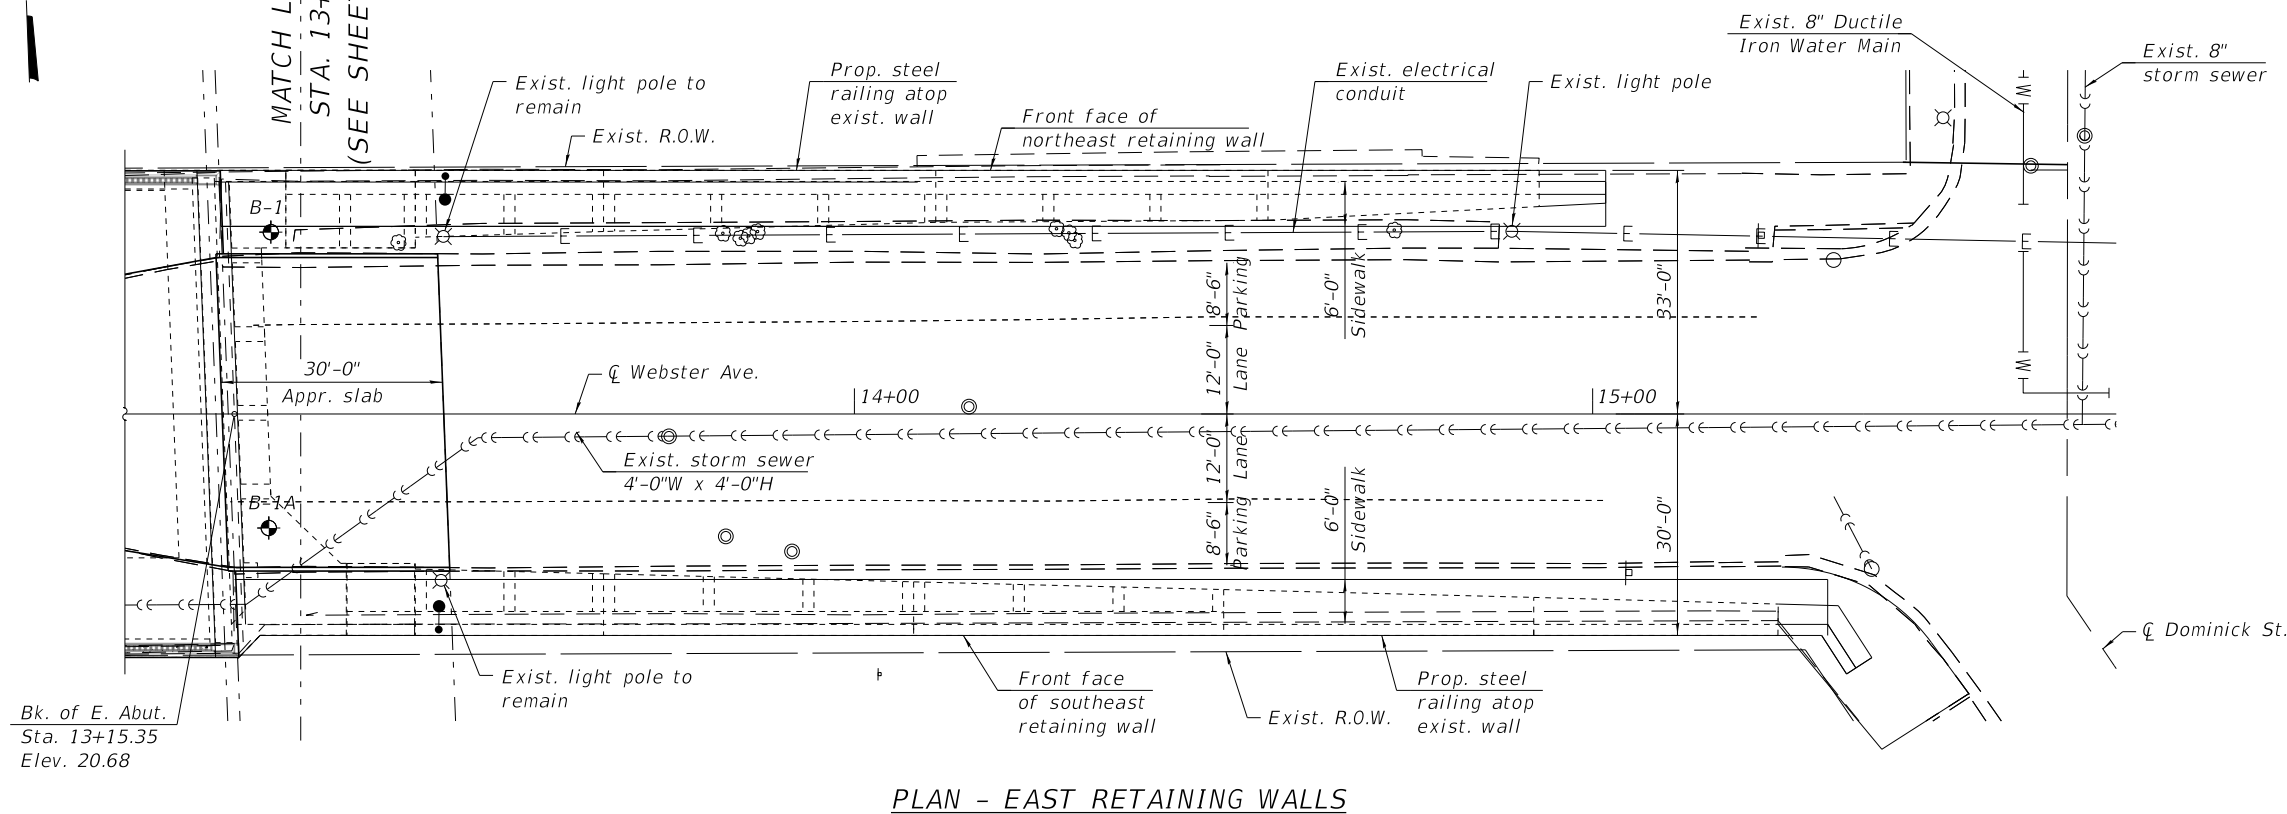 MATCH L
STA. 13+
(SEE SHEE
Exist. light pole to
remain
Exist. R.O.W.
Prop. steel
railing atop
exist. wall
Front face of
northeast retaining wall
Exist. electrical
conduit
Exist. light pole
Exist. 8" Ductile
Iron Water Main
Exist. 8"
storm sewer
W
B-1
E E E E E E E E E E E E
8'-6"
Parking
6'-0"
Sidewalk
33'-0"
W
12'-0"
Lane
30'-0"
Appr. slab
℄ Webster Ave.
14+00
15+00
Exist. storm sewer
4'-0"W x 4'-0"H
12'-0"
Lane
6'-0"
Sidewalk
30'-0"
B-1A
8'-6"
Parking
℄ Dominick St.
Exist. light pole to
remain
Front face
of southeast
retaining wall
Exist. R.O.W.
Prop. steel
railing atop
exist. wall
Bk. of E. Abut.
Sta. 13+15.35
Elev. 20.68
PLAN - EAST RETAINING WALLS